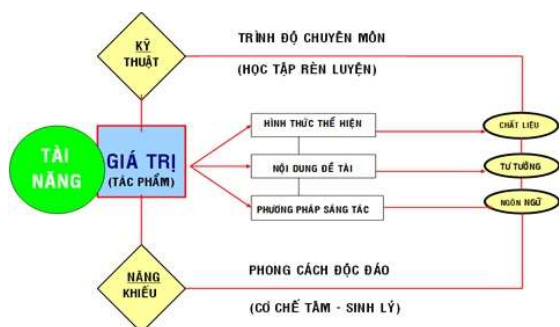 KỸ
THUẬT
TRÌNH ĐỘ CHUYÊN MÔN
(HỌC TẬP RÈN LUYỆN)
HÌNH THỨC THỂ HIỆN
CHẤT LIỆU
TÀI
NĂNG
GIÁ TRỊ
(TÁC PHẨM)
NỘI DUNG ĐỀ TÀI
TƯ TƯỞNG
PHƯƠNG PHÁP SÁNG TÁC
NGÔN NGỮ
NĂNG
KHIẾU
PHONG CÁCH ĐỘC ĐÁO
(CƠ CHẾ TÂM - SINH LÝ)